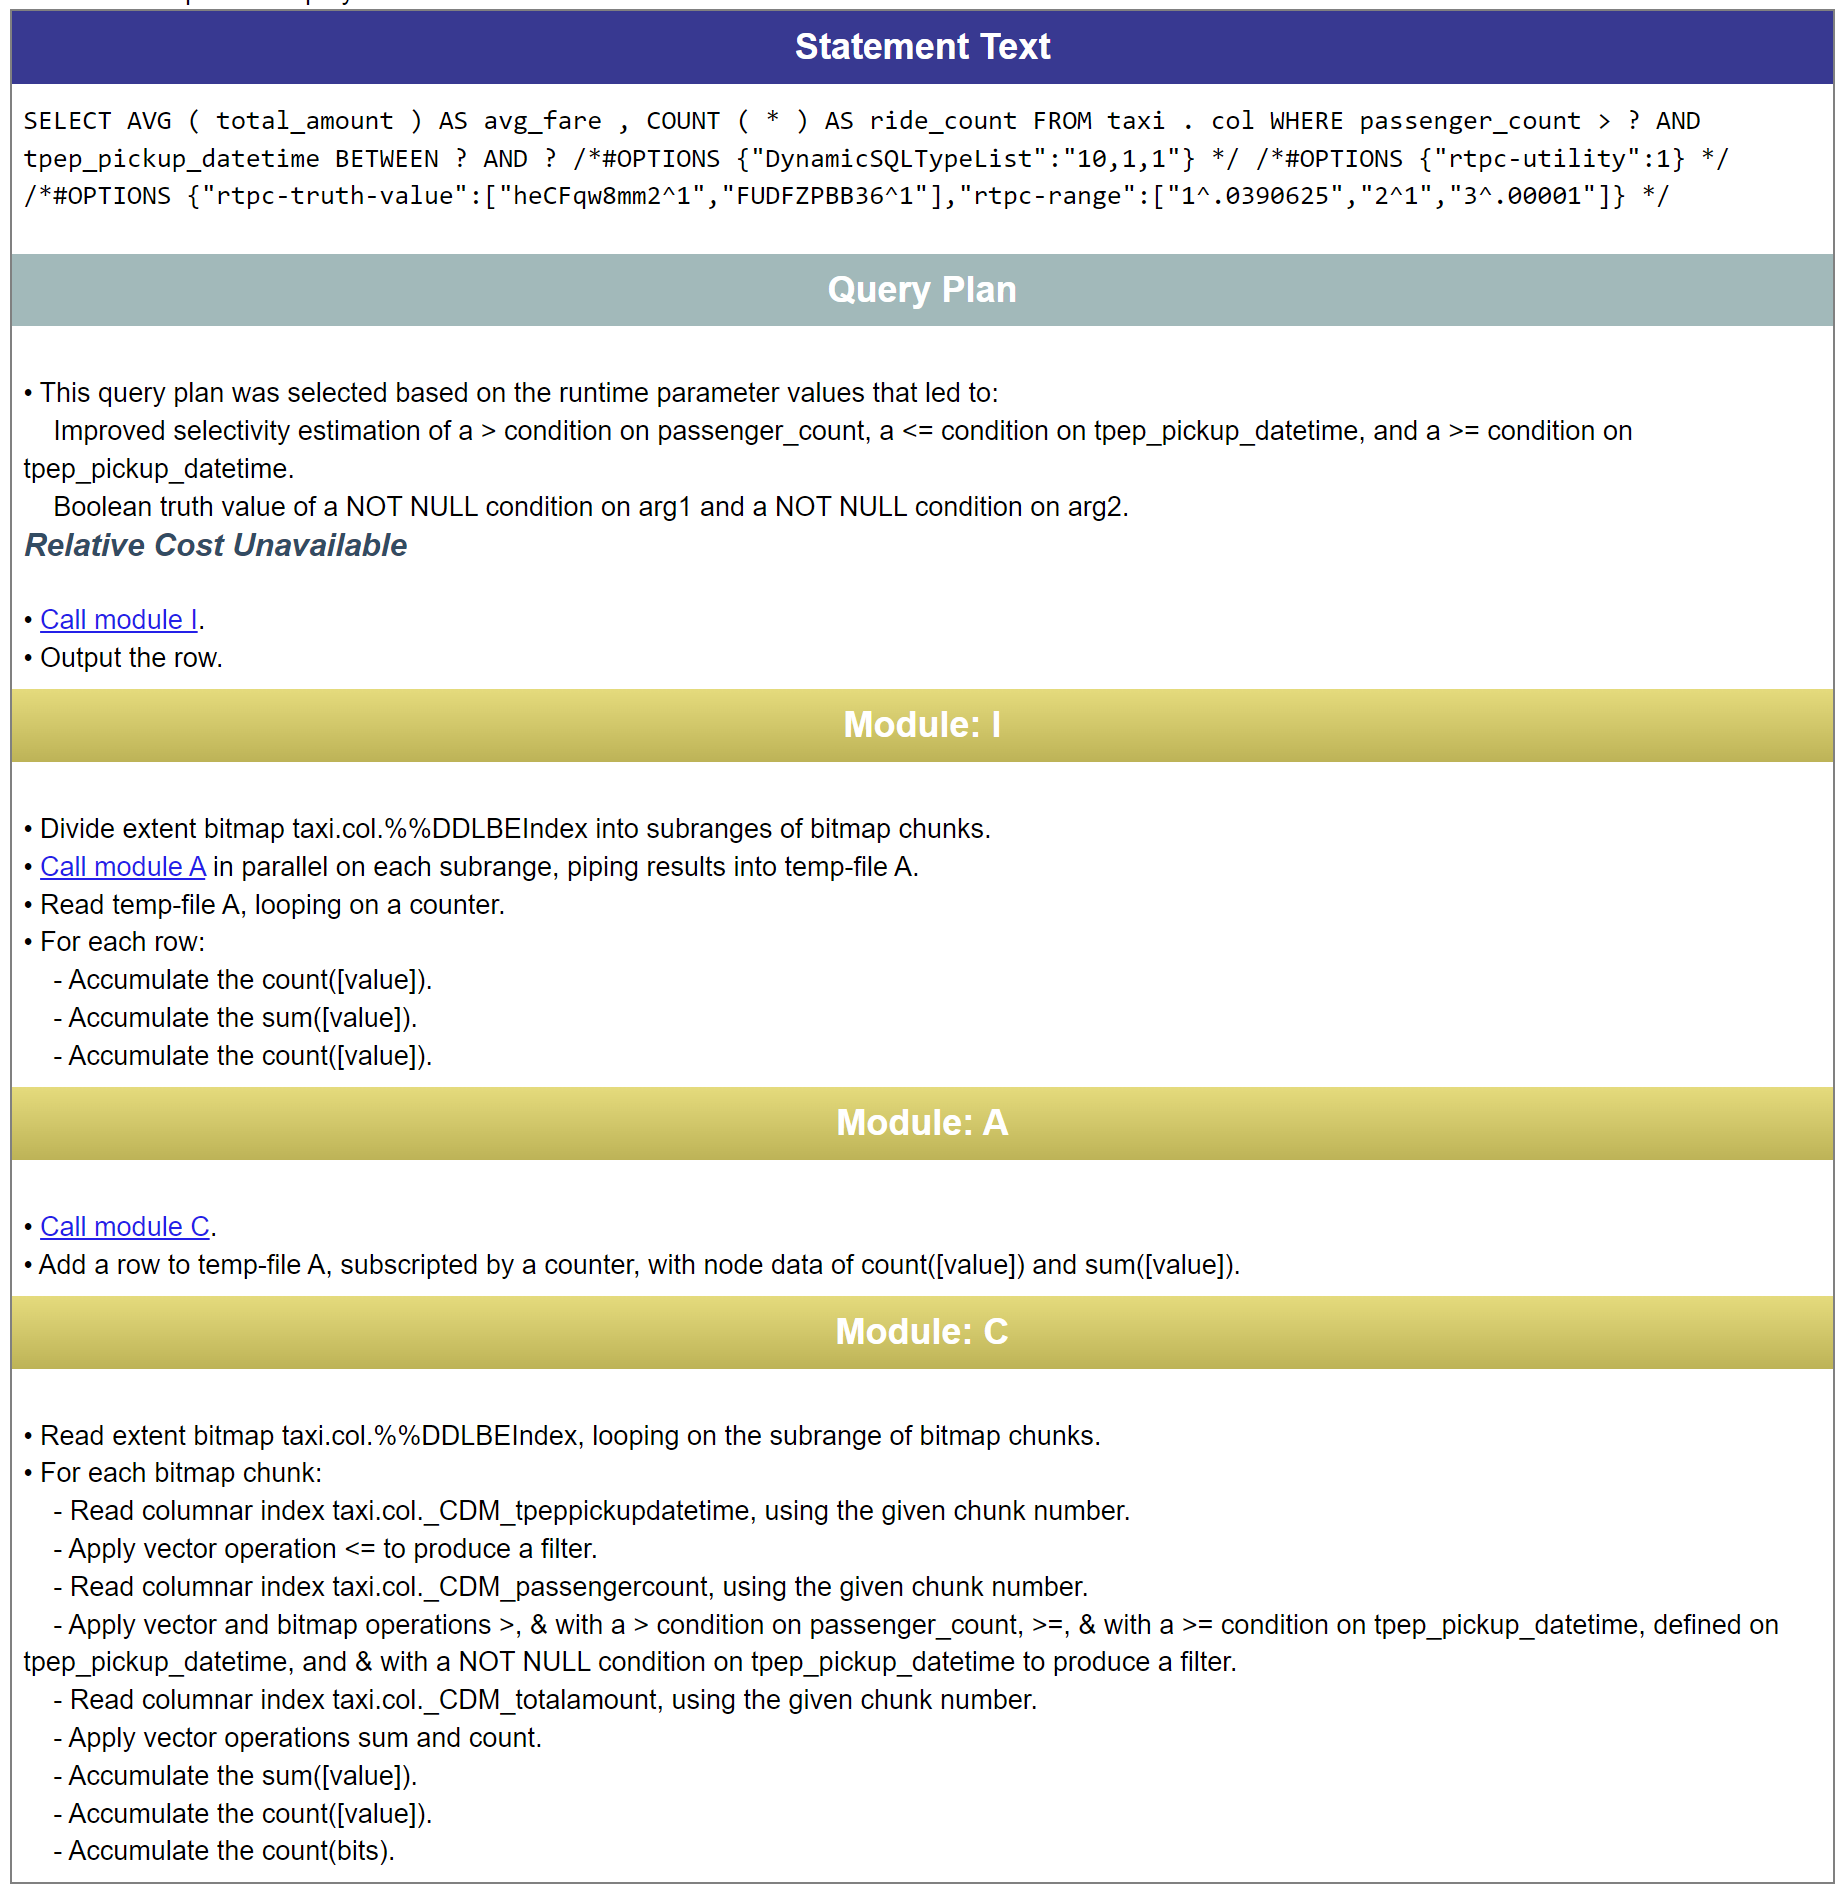 Statement Text
SELECT AVG ( total_amount ) AS avg_fare , COUNT ( * ) AS ride_count FROM taxi . col WHERE passenger_count > ? AND
tpep_pickup_datetime BETWEEN ? AND ? /*#OPTIONS {"DynamicSQLTypeList":"10,1,1"} */ /*#OPTIONS {"rtpc-utility":1} */
/*#OPTIONS {"rtpc-truth-value":["heCFqw8mm2^1","FUDFZPBB36^1"],"rtpc-range":["1^.0390625","2^1","3^.00001"]} */
Query Plan
• This query plan was selected based on the runtime parameter values that led to:
Improved selectivity estimation of a > condition on passenger_count, a <= condition on tpep_pickup_datetime, and a >= condition on
tpep_pickup_datetime.
Boolean truth value of a NOT NULL condition on arg1 and a NOT NULL condition on arg2.
Relative Cost Unavailable
• Call module I.
• Output the row.
Module: I
• Divide extent bitmap taxi.col.%%DDLBEIndex into subranges of bitmap chunks.
• Call module A in parallel on each subrange, piping results into temp-file A.
• Read temp-file A, looping on a counter.
• For each row:
- Accumulate the count([value]).
- Accumulate the sum([value]).
- Accumulate the count([value]).
Module: A
• Call module C.
• Add a row to temp-file A, subscripted by a counter, with node data of count([value]) and sum([value]).
Module: C
• Read extent bitmap taxi.col.%%DDLBEIndex, looping on the subrange of bitmap chunks.
• For each bitmap chunk:
- Read columnar index taxi.col._CDM_tpeppickupdatetime, using the given chunk number.
- Apply vector operation <= to produce a filter.
- Read columnar index taxi.col._CDM_passengercount, using the given chunk number.
- Apply vector and bitmap operations >, & with a > condition on passenger_count, >=, & with a >= condition on tpep_pickup_datetime, defined on
tpep_pickup_datetime, and & with a NOT NULL condition on tpep_pickup_datetime to produce a filter.
- Read columnar index taxi.col._CDM_totalamount, using the given chunk number.
- Apply vector operations sum and count.
- Accumulate the sum([value]).
- Accumulate the count([value]).
- Accumulate the count(bits).